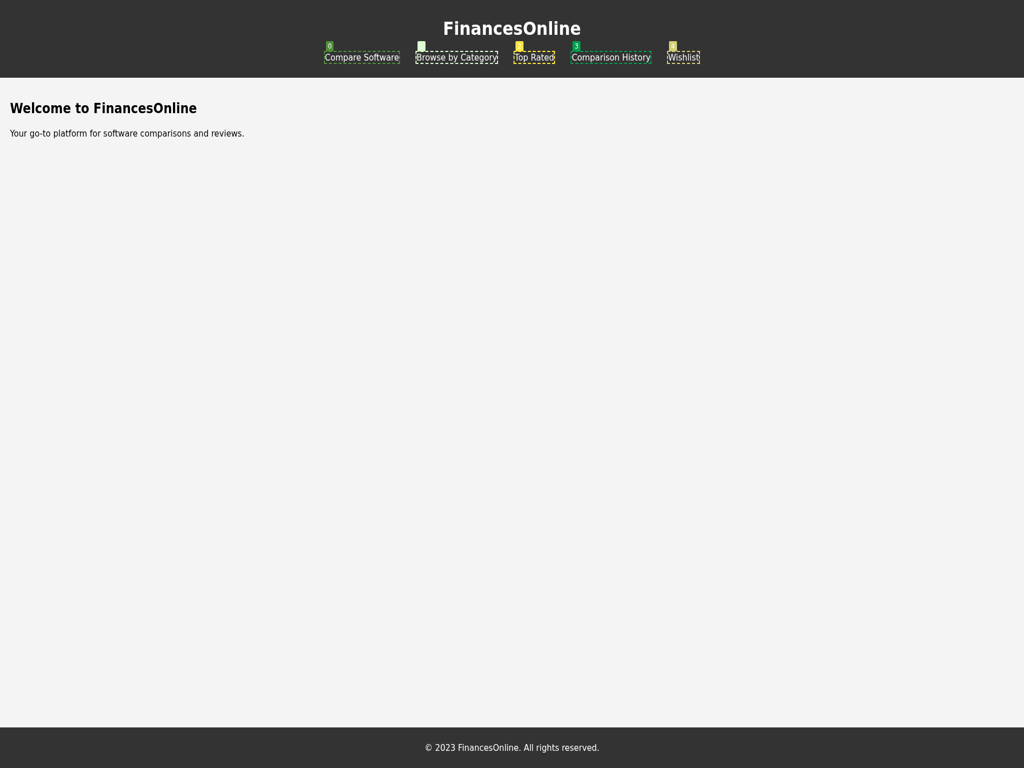 FinancesOnline
0 3 4
Compare Software Browse by Category Top Rated Comparison History Wishlist
Welcome to FinancesOnline
Your go-to platform for software comparisons and reviews.
© 2023 FinancesOnline. All rights reserved.